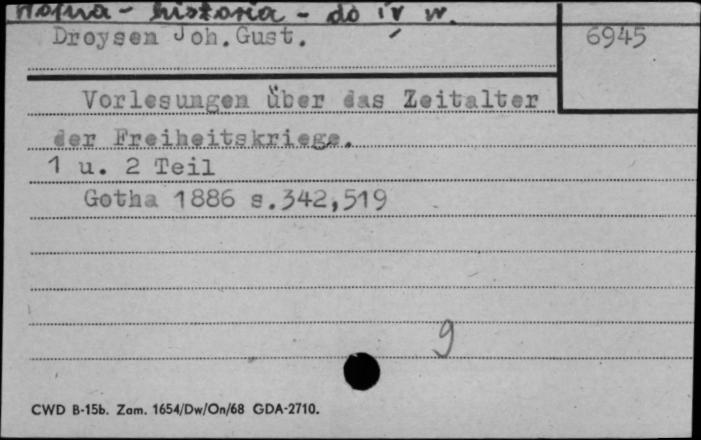 Wojna - historia - do IV w.
Droysen Joh. Gust.
6945
Vorlesungen über das Zeitalter
der Freiheitskriege.
1 u. 2 Teil
Gotha 1886 s.342,519
9
CWD B-15b. Zam. 1654/Dw/On/68 GDA-2710.